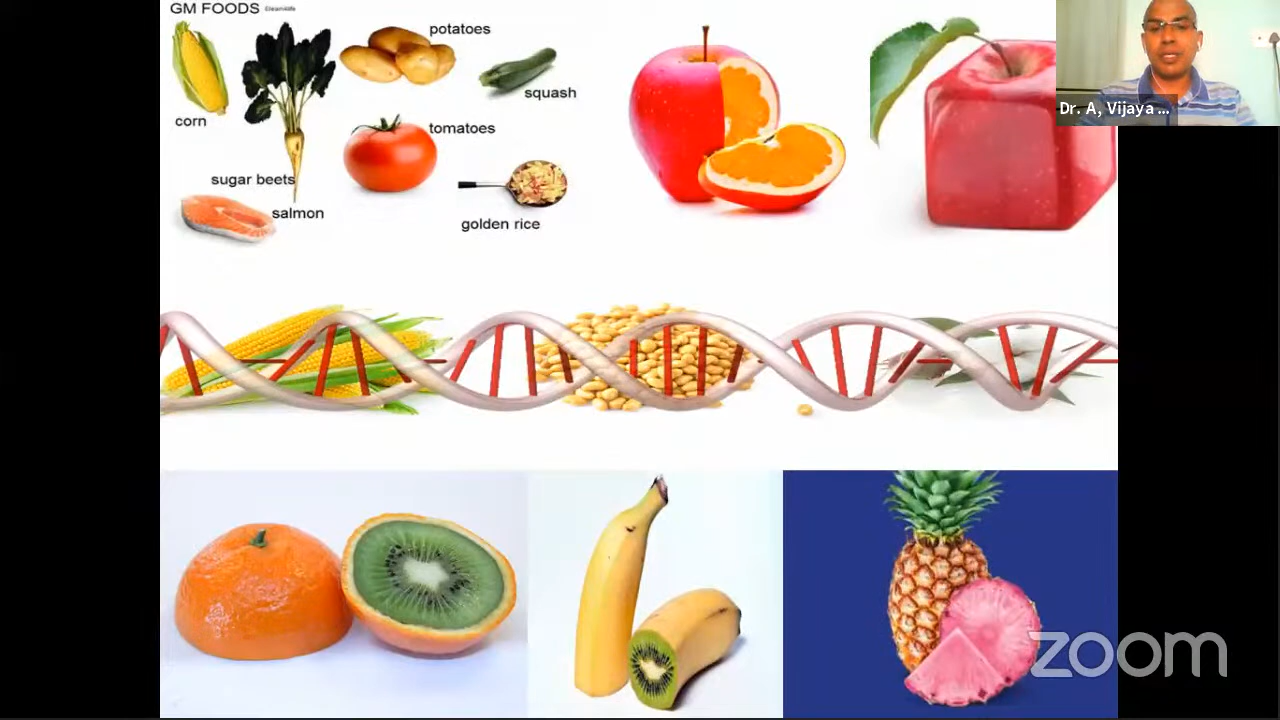 GM FOODS
potatoes
squash
corn
tomatoes
sugar beets
salmon
golden rice
Dr. A, Vijaya ...
zoom